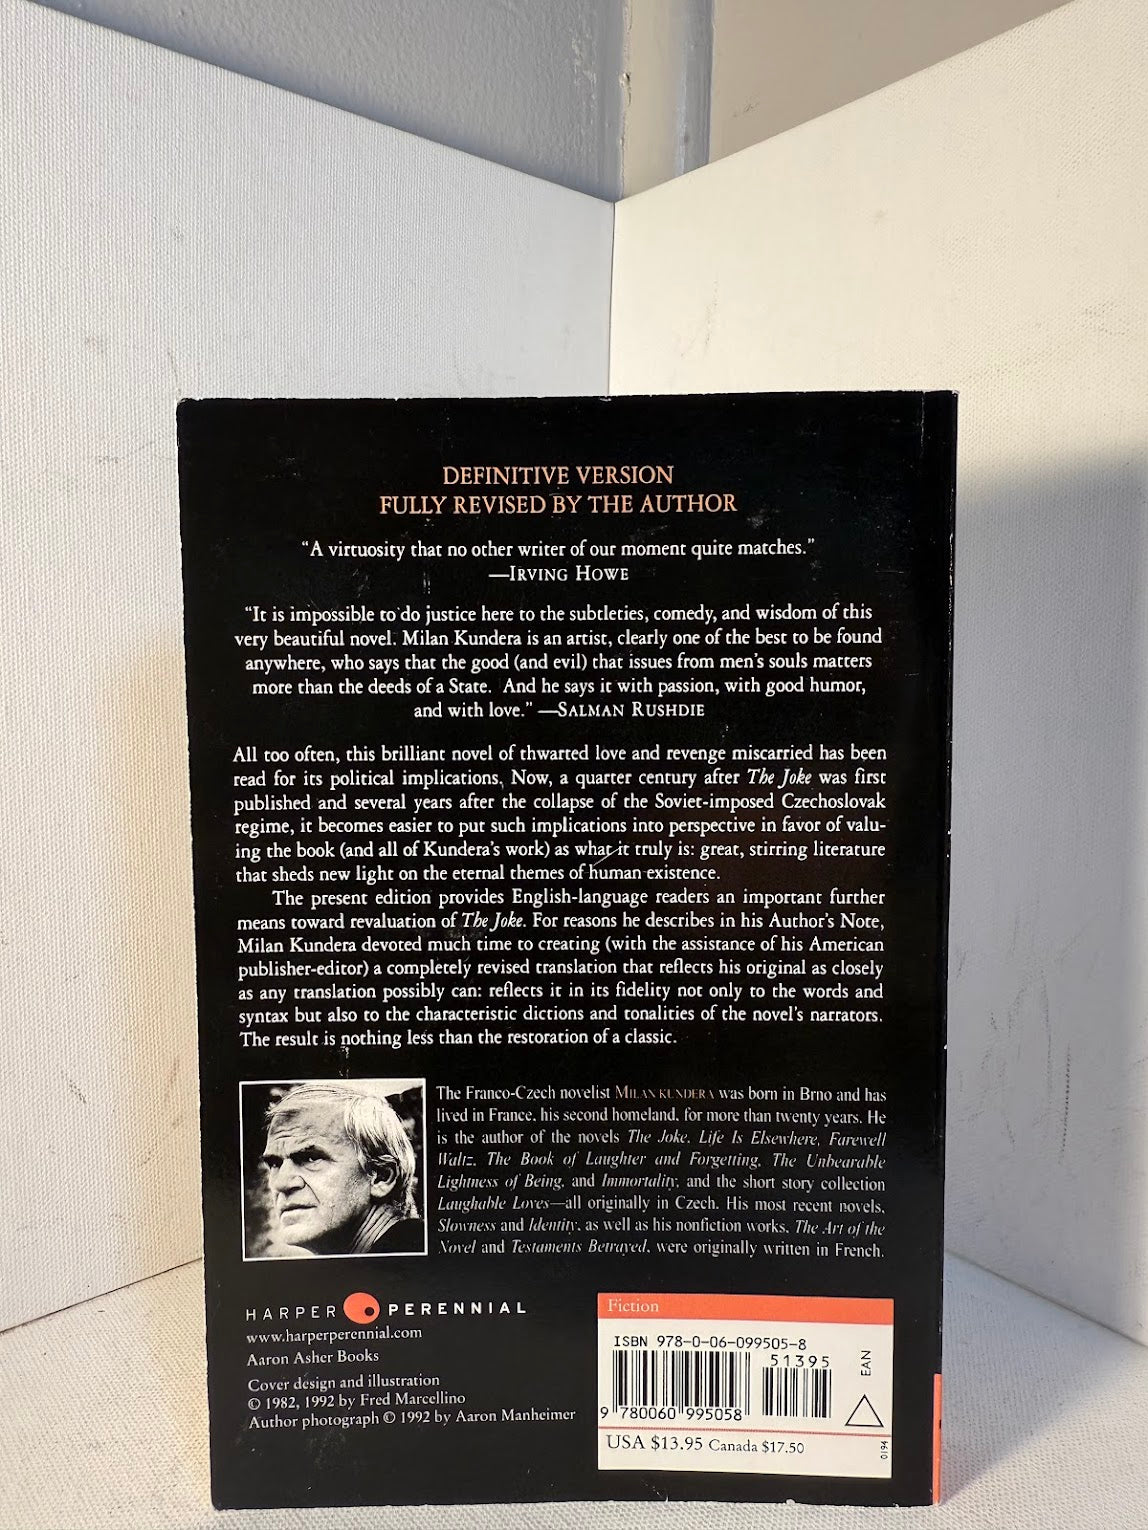 DEFINITIVE VERSION
FULLY REVISED BY THE AUTHOR
“A virtuosity that no other writer of our moment quite matches.”
—IRVING HOWE
“It is impossible to do justice here to the subtleties, comedy, and wisdom of this
very beautiful novel. Milan Kundera is an artist, clearly one of the best to be found
anywhere, who says that the good (and evil) that issues from men’s souls matters
more than the deeds of a State. And he says it with passion, with good humor,
and with love.” —SALMAN RUSHDIE
All too often, this brilliant novel of thwarted love and revenge miscarried has been
read for its political implications. Now, a quarter century after The Joke was first
published and several years after the collapse of the Soviet-imposed Czechoslovak
regime, it becomes easier to put such implications into perspective in favor of valu-
ing the book (and all of Kundera’s work) as what it truly is: great, stirring literature
that sheds new light on the eternal themes of human existence.
The present edition provides English-language readers an important further
means toward revaluation of The Joke. For reasons he describes in his Author’s Note,
Milan Kundera devoted much time to creating (with the assistance of his American
publisher-editor) a completely revised translation that reflects his original as closely
as any translation possibly can: reflects it in its fidelity not only to the words and
syntax but also to the characteristic dictions and tonalities of the novel’s narrators.
The result is nothing less than the restoration of a classic.
The Franco-Czech novelist MILAN KUNDERA was born in Brno and has
lived in France, his second homeland, for more than twenty years. He
is the author of the novels The Joke, Life Is Elsewhere, Farewell
Waltz, The Book of Laughter and Forgetting, The Unbearable
Lightness of Being, and Immortality, and the short story collection
Laughable Loves—all originally in Czech. His most recent novels,
Slowness and Identity, as well as his nonfiction works, The Art of the
Novel and Testaments Betrayed, were originally written in French.
HARPER PERENNIAL
www.harperperennial.com
Aaron Asher Books
Cover design and illustration
© 1982, 1992 by Fred Marcellino
Author photograph © 1992 by Aaron Manheimer
Fiction
ISBN 978-0-06-099505-8
51395
EAN
9 780060 995058
USA $13.95 Canada $17.50
0194